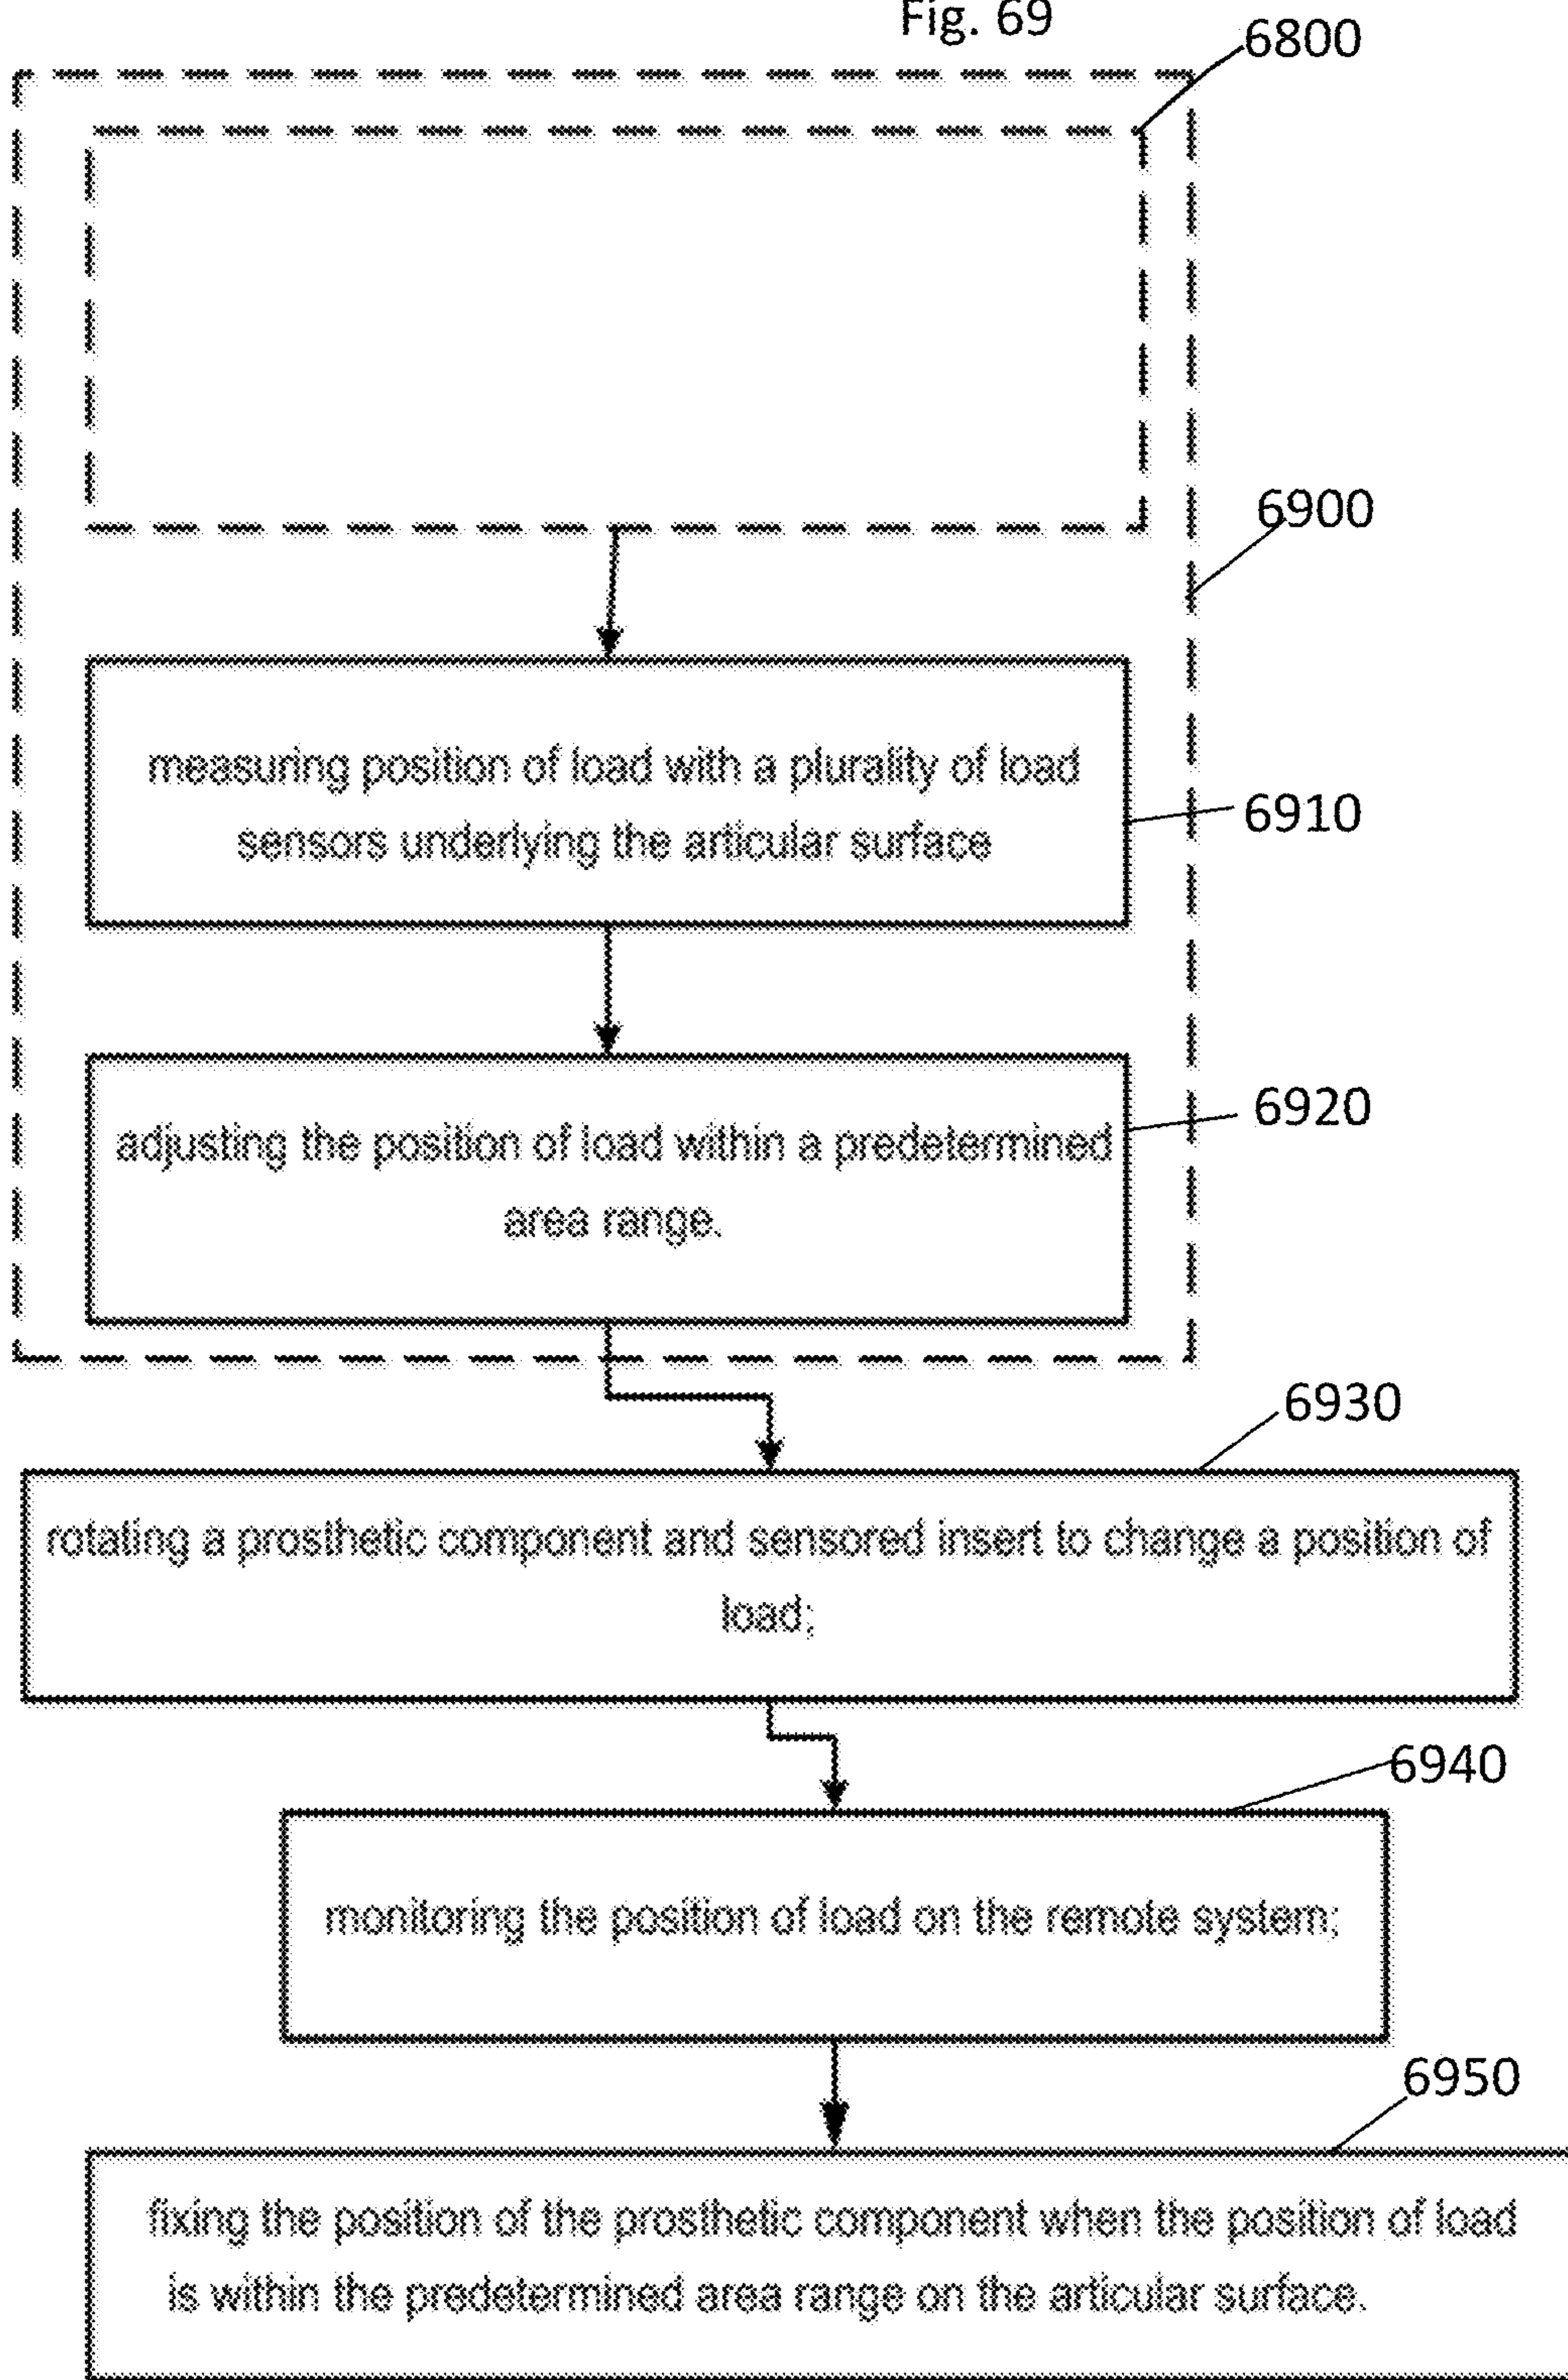 Fig. 69
6800
6900
measuring position of load with a plurality of load
sensors underlying the articular surface
6910
adjusting the position of load within a predetermined
area range.
6920
6930
rotating a prosthetic component and sensored insert to change a position of
load;
6940
monitoring the position of load on the remote system;
6950
fixing the position of the prosthetic component when the position of load
is within the predetermined area range on the articular surface.